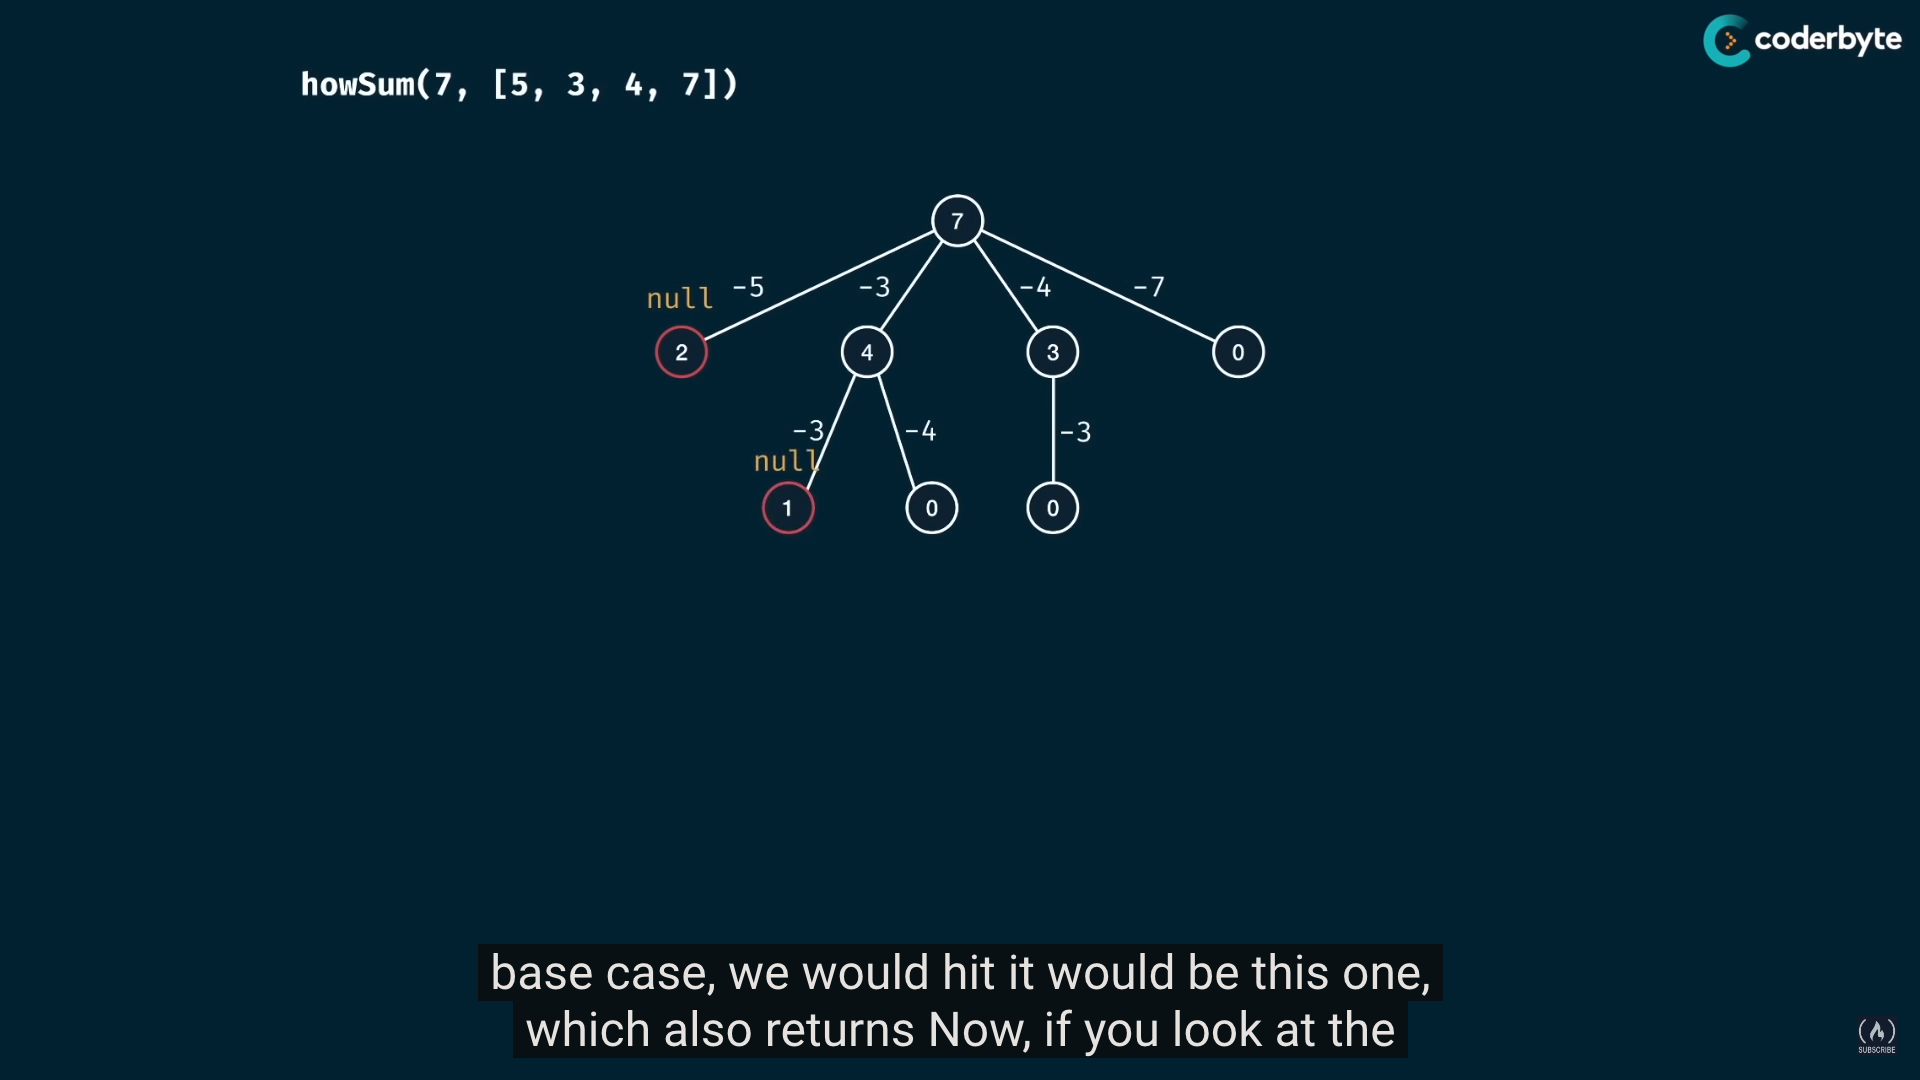 coderbyte
howSum(7, [5, 3, 4, 7])
7
null -5 -3 -4 -7
2 4 3 0
-3 -4 -3
null
1 0 0
base case, we would hit it would be this one,
which also returns Now, if you look at the
SUBSCRIBE